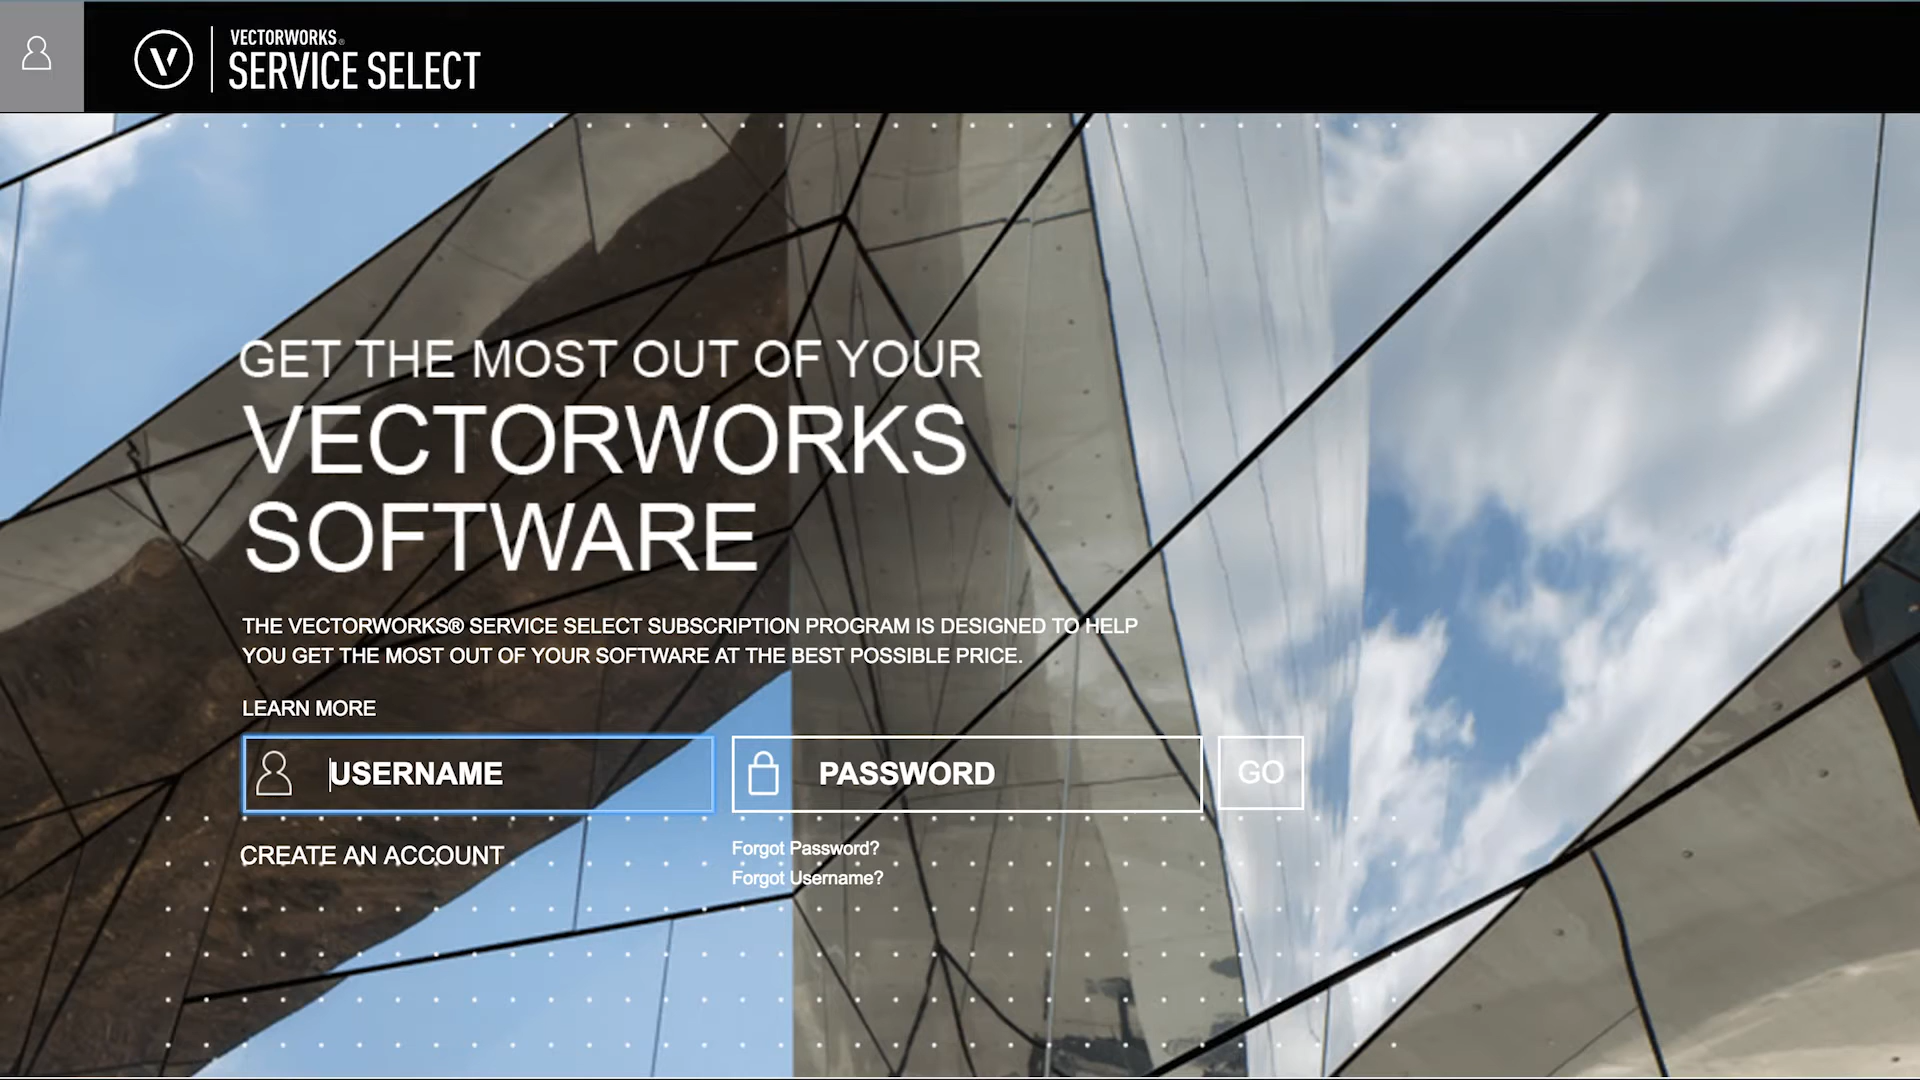 VECTORWORKS®
SERVICE SELECT
GET THE MOST OUT OF YOUR
VECTORWORKS
SOFTWARE
THE VECTORWORKS® SERVICE SELECT SUBSCRIPTION PROGRAM IS DESIGNED TO HELP
YOU GET THE MOST OUT OF YOUR SOFTWARE AT THE BEST POSSIBLE PRICE.
LEARN MORE
USERNAME
PASSWORD
GO
CREATE AN ACCOUNT
Forgot Password?
Forgot Username?